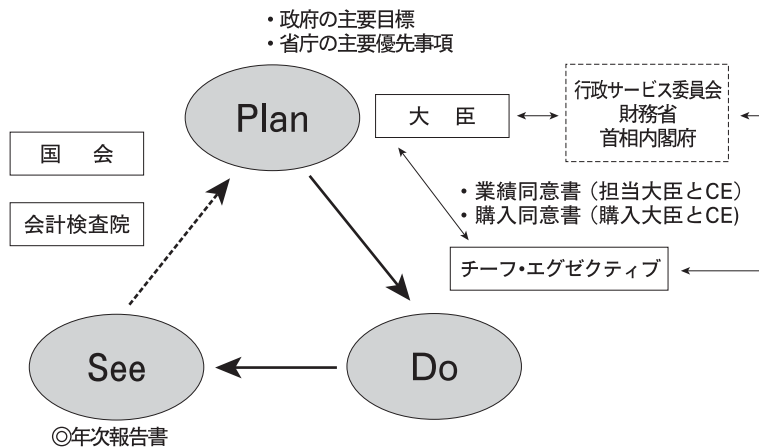 ・政府の主要目標
・省庁の主要優先事項
Plan
大　臣
行政サービス委員会
財務省
首相内閣府
国　会
会計検査院
・業績同意書（担当大臣とCE）
・購入同意書（購入大臣とCE)
チーフ・エグゼクティブ
See
Do
◎年次報告書